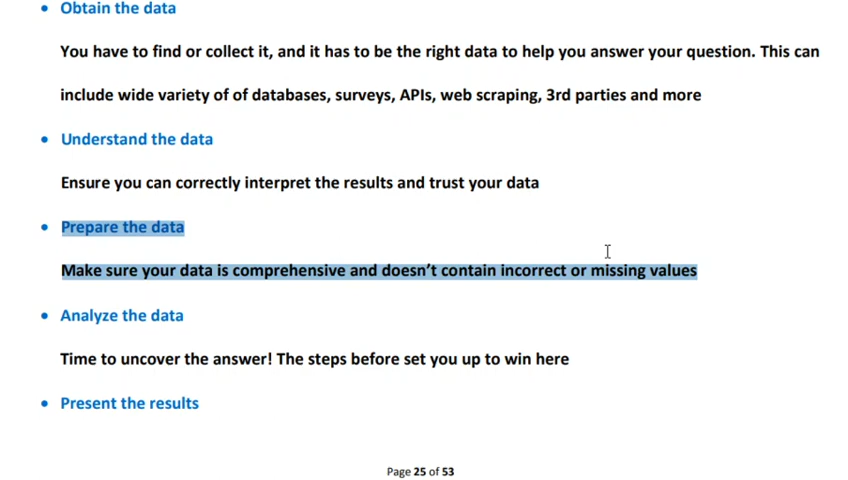 • Obtain the data
You have to find or collect it, and it has to be the right data to help you answer your question. This can
include wide variety of of databases, surveys, APIs, web scraping, 3rd parties and more
• Understand the data
Ensure you can correctly interpret the results and trust your data
• Prepare the data
Make sure your data is comprehensive and doesn’t contain incorrect or missing values
• Analyze the data
Time to uncover the answer! The steps before set you up to win here
• Present the results
Page 25 of 53